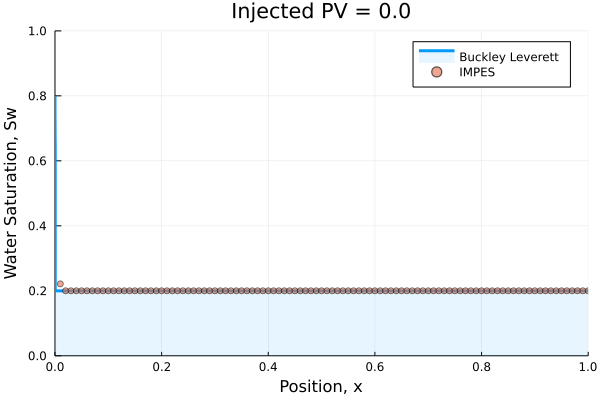 Injected PV = 0.0
Buckley Leverett
IMPES
Water Saturation, Sw
1.0
0.8
0.6
0.4
0.2
0.0
0.0 0.2 0.4 0.6 0.8 1.0
Position, x